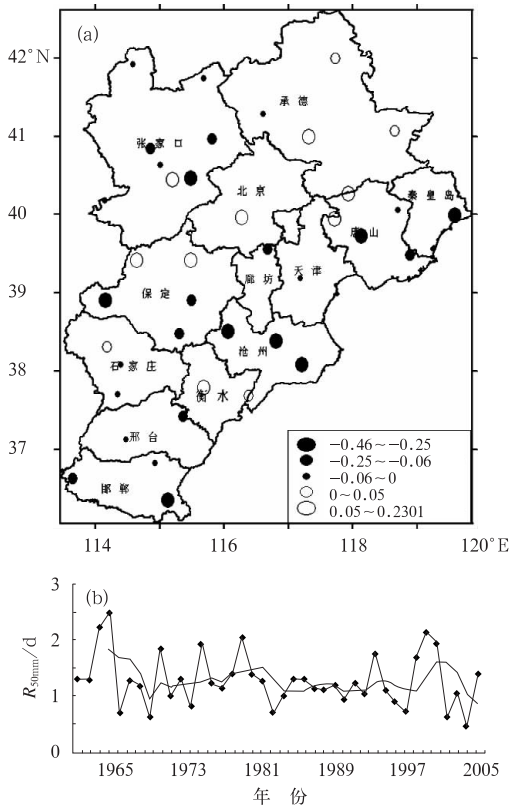 (a)
42°N
41
40
39
38
37
承德
张家口
北京
秦皇岛
唐山
廊坊
天津
保定
沧州
石家庄
衡水
邢台
邯郸
−0.46～−0.25
−0.25～−0.06
−0.06～0
0～0.05
0.05～0.2301
114 116 118 120°E
(b)
3
2
1
0
R50mm/d
1965 1973 1981 1989 1997 2005
年 份